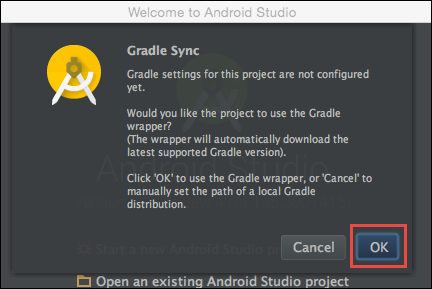 Welcome to Android Studio
Gradle Sync
Gradle settings for this project are not configured
yet.
Would you like the project to use the Gradle
wrapper?
(The wrapper will automatically download the
latest supported Gradle version).
Click 'OK' to use the Gradle wrapper, or 'Cancel' to
manually set the path of a local Gradle
distribution.
Android Studio
Cancel
OK
Start a new Android Studio project
Open an existing Android Studio project